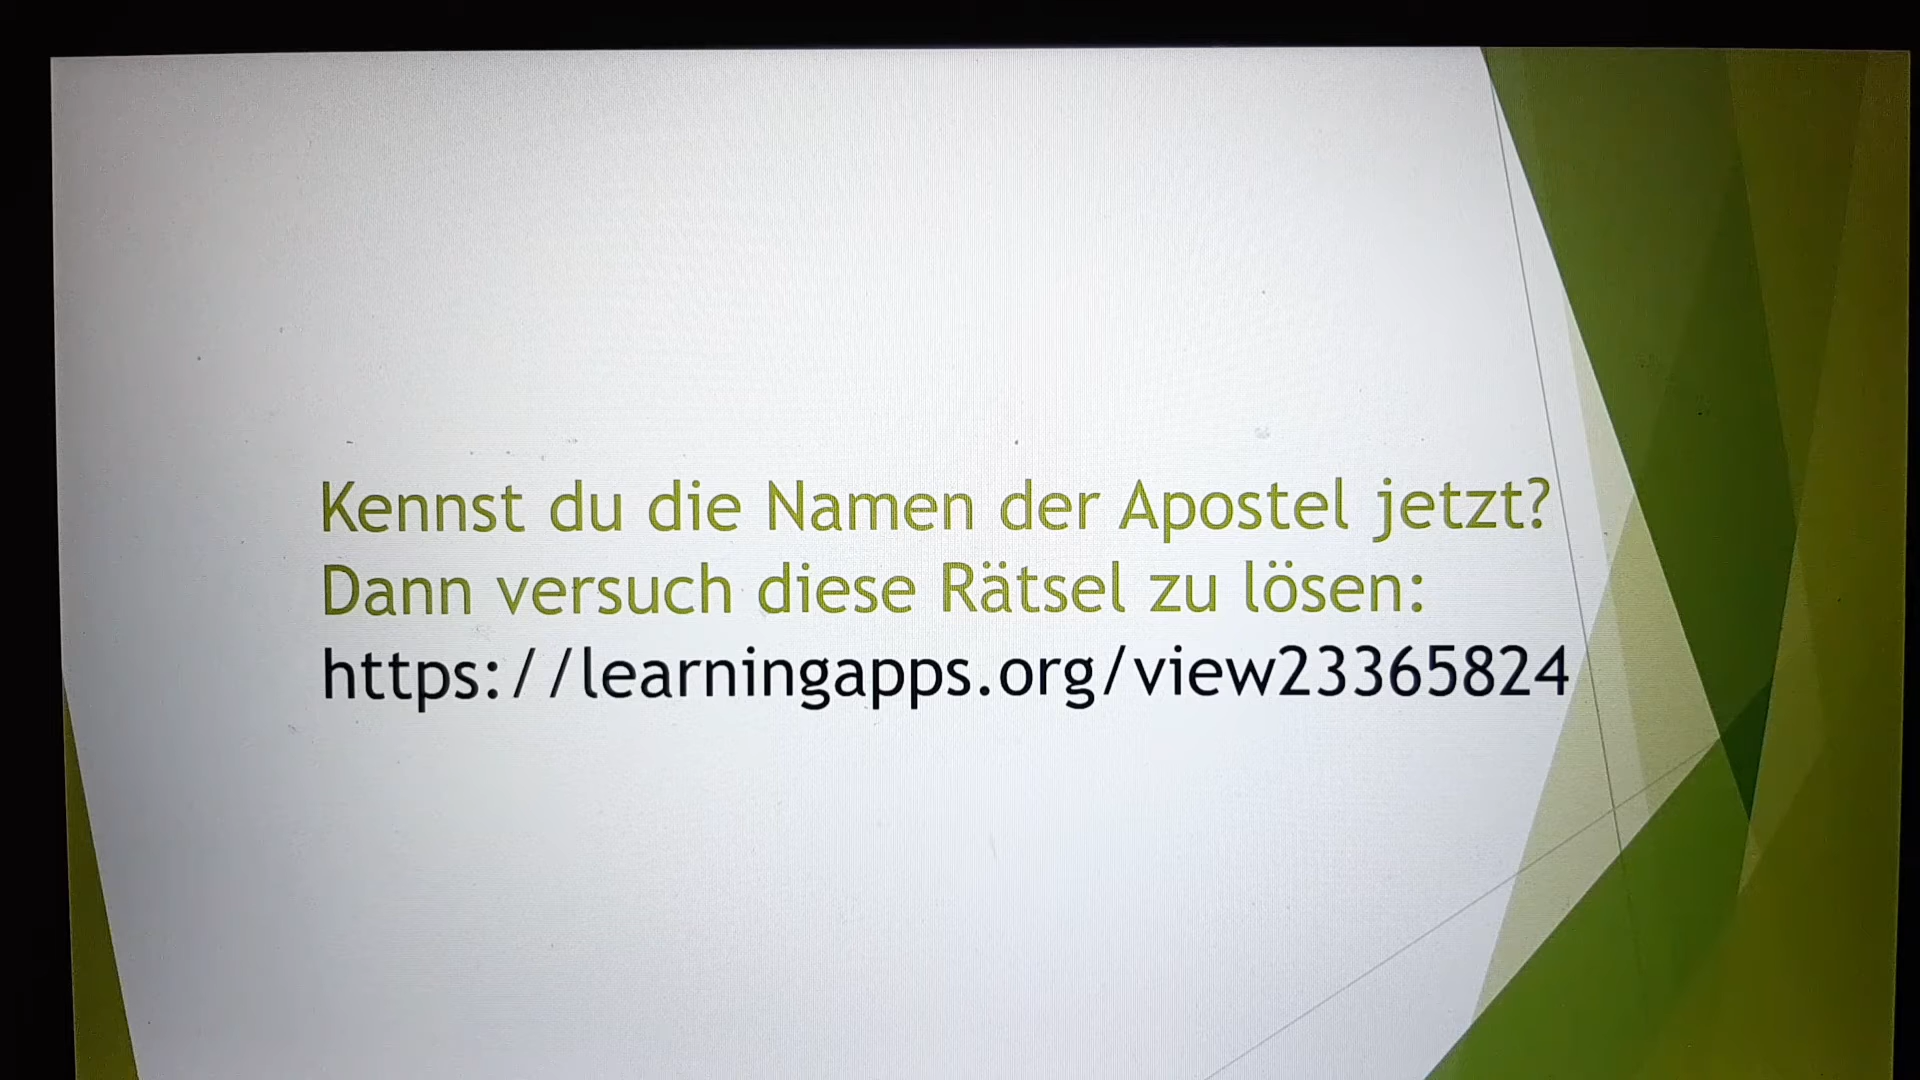 Kennst du die Namen der Apostel jetzt?
Dann versuch diese Rätsel zu lösen:
https://learningapps.org/view23365824